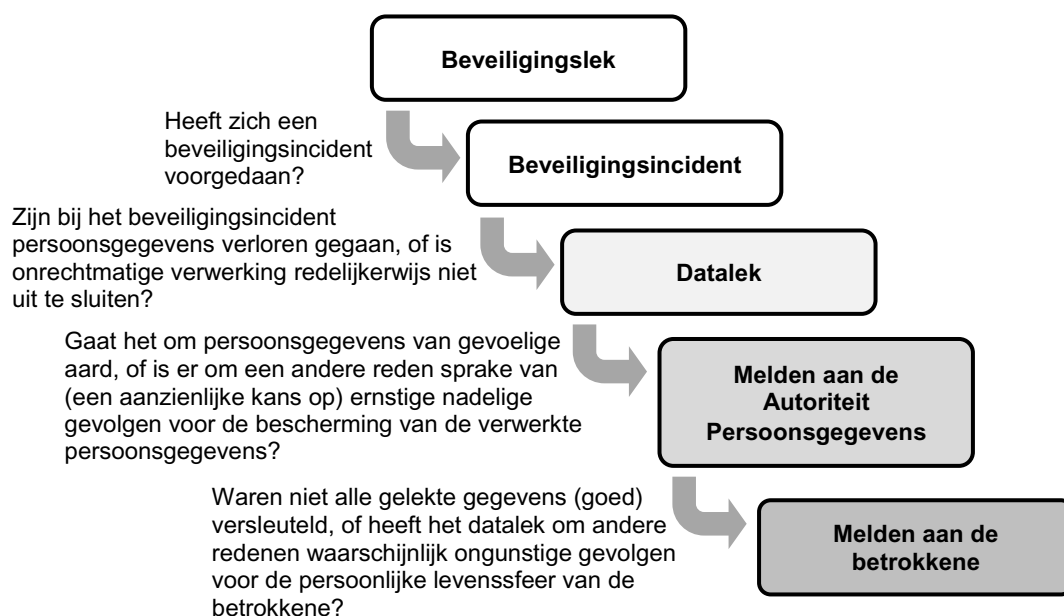 Beveiligingslek
Heeft zich een
beveiligingsincident
voorgedaan?
Beveiligingsincident
Zijn bij het beveiligingsincident
persoonsgegevens verloren gegaan, of is
onrechtmatige verwerking redelijkerwijs niet
uit te sluiten?
Datalek
Gaat het om persoonsgegevens van gevoelige
aard, of is er om een andere reden sprake van
(een aanzienlijke kans op) ernstige nadelige
gevolgen voor de bescherming van de verwerkte
persoonsgegevens?
Melden aan de
Autoriteit
Persoonsgegevens
Waren niet alle gelekte gegevens (goed)
versleuteld, of heeft het datalek om andere
redenen waarschijnlijk ongunstige gevolgen
voor de persoonlijke levenssfeer van de
betrokkene?
Melden aan de
betrokkene